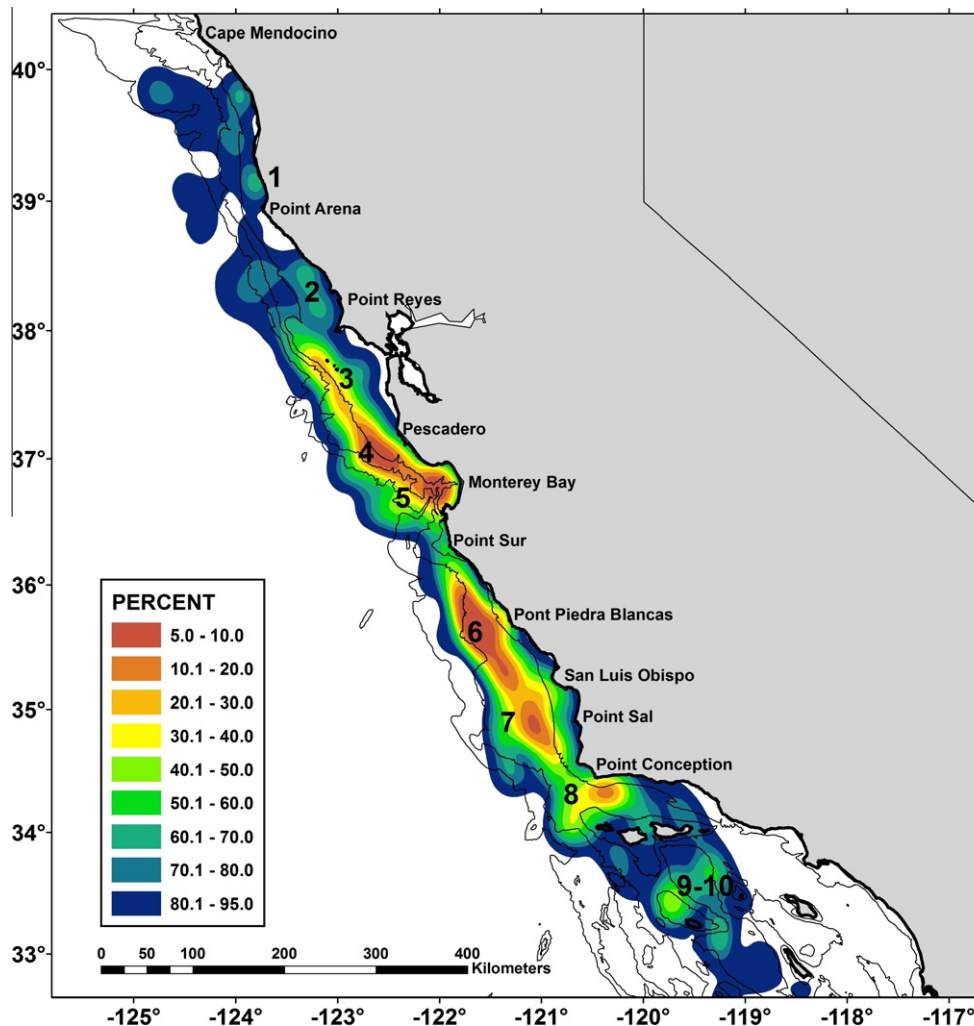 Cape Mendocino
40°
1
39°
Point Arena
2
Point Reyes
38°
3
Pescadero
4
37°
Monterey Bay
5
Point Sur
36°
PERCENT
5.0 - 10.0
10.1 - 20.0
20.1 - 30.0
30.1 - 40.0
40.1 - 50.0
50.1 - 60.0
60.1 - 70.0
70.1 - 80.0
80.1 - 95.0
Pont Piedra Blancas
6
San Luis Obispo
35°
7
Point Sal
Point Conception
8
34°
9-10
33°
0 50 100 200 300 400
Kilometers
-125° -124° -123° -122° -121° -120° -119° -118° -117°